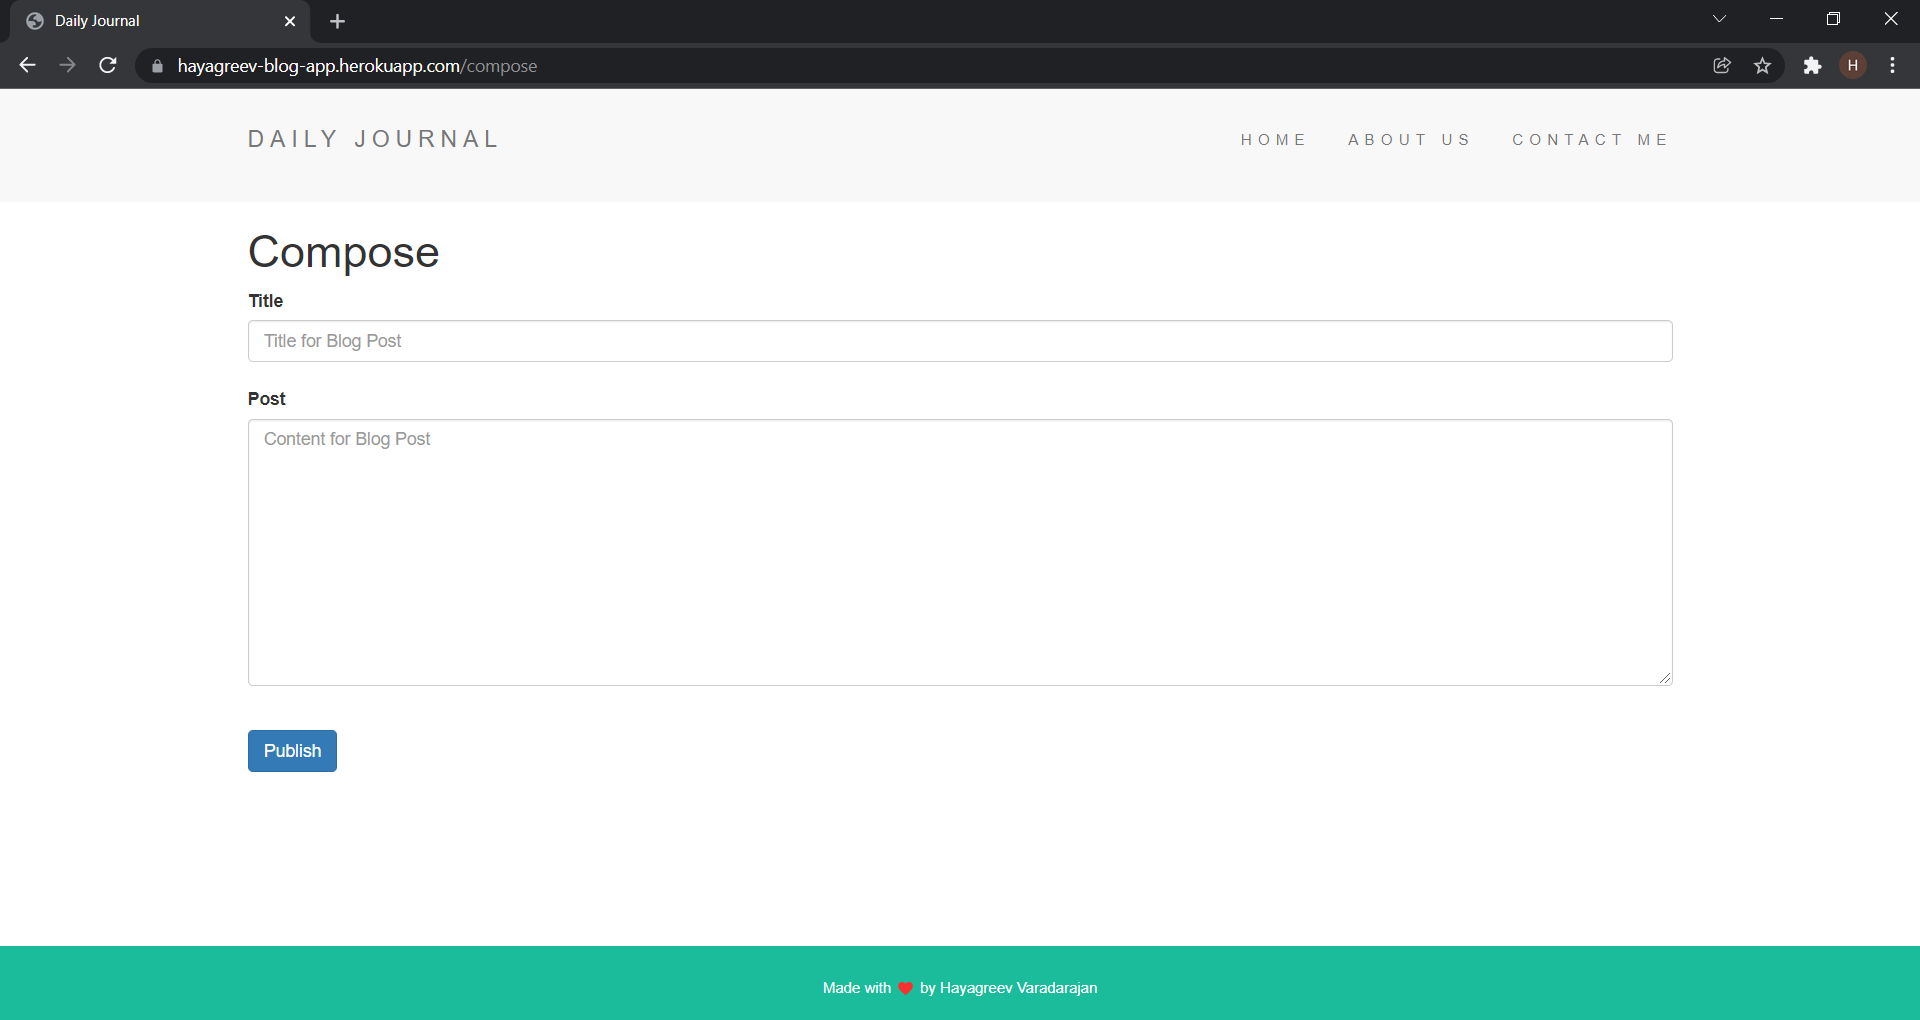 Daily Journal
hayagreev-blog-app.herokuapp.com/compose
H
DAILY JOURNAL
HOME ABOUT US CONTACT ME
Compose
Title
Title for Blog Post
Post
Content for Blog Post
Publish
Made with ❤ by Hayagreev Varadarajan